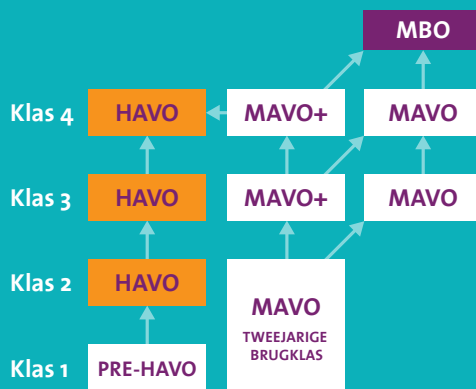 MBO
Klas 4 HAVO MAVO+ MAVO
Klas 3 HAVO MAVO+ MAVO
Klas 2 HAVO
MAVO
TWEEJARIGE
BRUGKLAS
Klas 1 PRE-HAVO